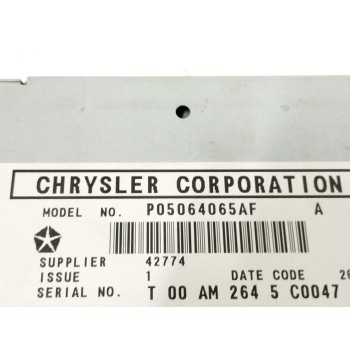 CHRYSLER CORPORATION
MODEL NO. P05064065AF A
SUPPLIER 42774
ISSUE 1 DATE CODE
SERIAL NO. T 00 AM 264 5 C0047